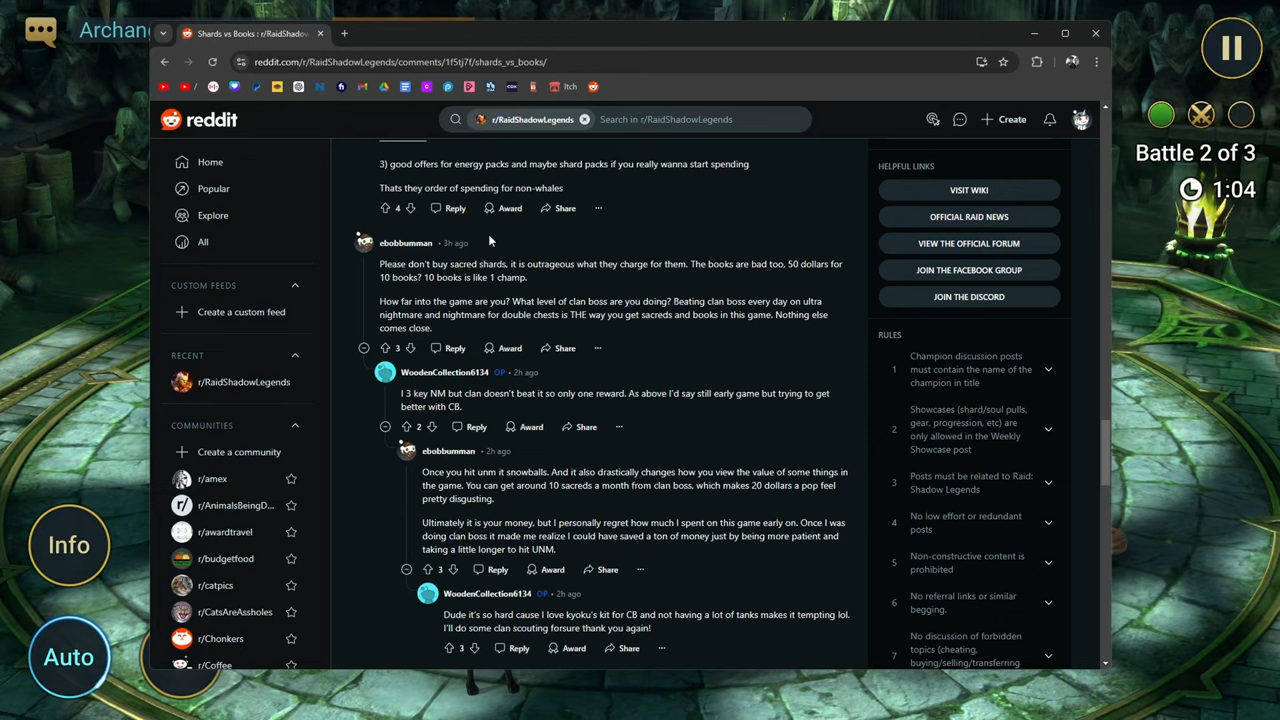 Archan
Shards vs Books : r/RaidShadow
reddit.com/r/RaidShadowLegends/comments/1f5tj7f/shards_vs_books/
Itch
reddit
r/RaidShadowLegends
Search in r/RaidShadowLegends
Create
Home
Popular
Explore
All
CUSTOM FEEDS
Create a custom feed
RECENT
r/RaidShadowLegends
COMMUNITIES
Create a community
r/amex
r/AnimalsBeingD...
r/awardtravel
r/budgetfood
r/catpics
r/CatsAreAssholes
r/Chonkers
r/Coffee
3) good offers for energy packs and maybe shard packs if you really wanna start spending
Thats they order of spending for non-whales
4 Reply Award Share ...
ebobbumman • 3h ago
Please don't buy sacred shards, it is outrageous what they charge for them. The books are bad too, 50 dollars for
10 books? 10 books is like 1 champ.
How far into the game are you? What level of clan boss are you doing? Beating clan boss every day on ultra
nightmare and nightmare for double chests is THE way you get sacreds and books in this game. Nothing else
comes close.
3 Reply Award Share ...
WoodenCollection6134 OP • 2h ago
I 3 key NM but clan doesn't beat it so only one reward. As above I'd say still early game but trying to get
better with CB.
2 Reply Award Share ...
ebobbumman • 2h ago
Once you hit unm it snowballs. And it also drastically changes how you view the value of some things in
the game. You can get around 10 sacreds a month from clan boss, which makes 20 dollars a pop feel
pretty disgusting.
Ultimately it is your money, but I personally regret how much I spent on this game early on. Once I was
doing clan boss it made me realize I could have saved a ton of money just by being more patient and
taking a little longer to hit UNM.
3 Reply Award Share ...
WoodenCollection6134 OP • 2h ago
Dude it's so hard cause I love kyoku's kit for CB and not having a lot of tanks makes it tempting lol.
I'll do some clan scouting forsure thank you again!
3 Reply Award Share ...
HELPFUL LINKS
VISIT WIKI
OFFICIAL RAID NEWS
VIEW THE OFFICIAL FORUM
JOIN THE FACEBOOK GROUP
JOIN THE DISCORD
RULES
1 Champion discussion posts
must contain the name of the
champion in title
2 Showcases (shard/soul pulls,
gear, progression, etc) are
only allowed in the Weekly
Showcase post
3 Posts must be related to Raid:
Shadow Legends
4 No low effort or redundant
posts
5 Non-constructive content is
prohibited
6 No referral links or similar
begging.
7 No discussion of forbidden
topics (cheating,
buying/selling/transferring
Battle 2 of 3
1:04
Info
Auto